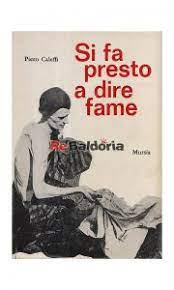 Piero Caleffi
Si fa
presto
a dire
fame
ReBaldoria
Mursia